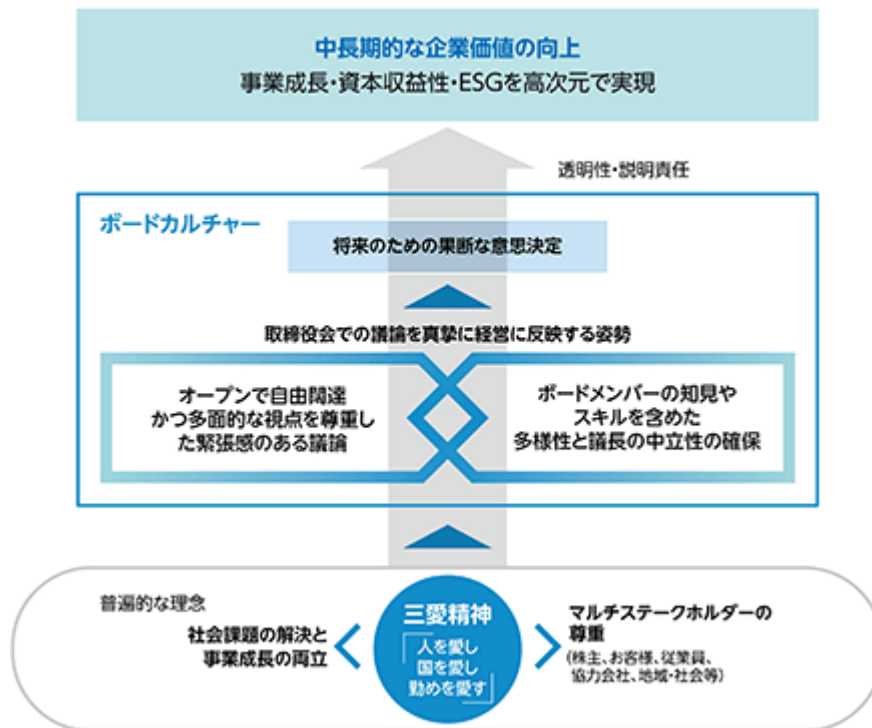 中長期的な企業価値の向上
事業成長・資本収益性・ESGを高次元で実現
透明性・説明責任
ボードカルチャー
将来のための果断な意思決定
取締役会での議論を真摯に経営に反映する姿勢
オープンで自由闊達
かつ多面的な視点を尊重し
た緊張感のある議論
ボードメンバーの知見や
スキルを含めた
多様性と議長の中立性の確保
普遍的な理念
社会課題の解決と
事業成長の両立
三愛精神
「人を愛し
国を愛し
勤めを愛す」
マルチステークホルダーの
尊重
(株主、お客様、従業員、
協力会社、地域・社会等)